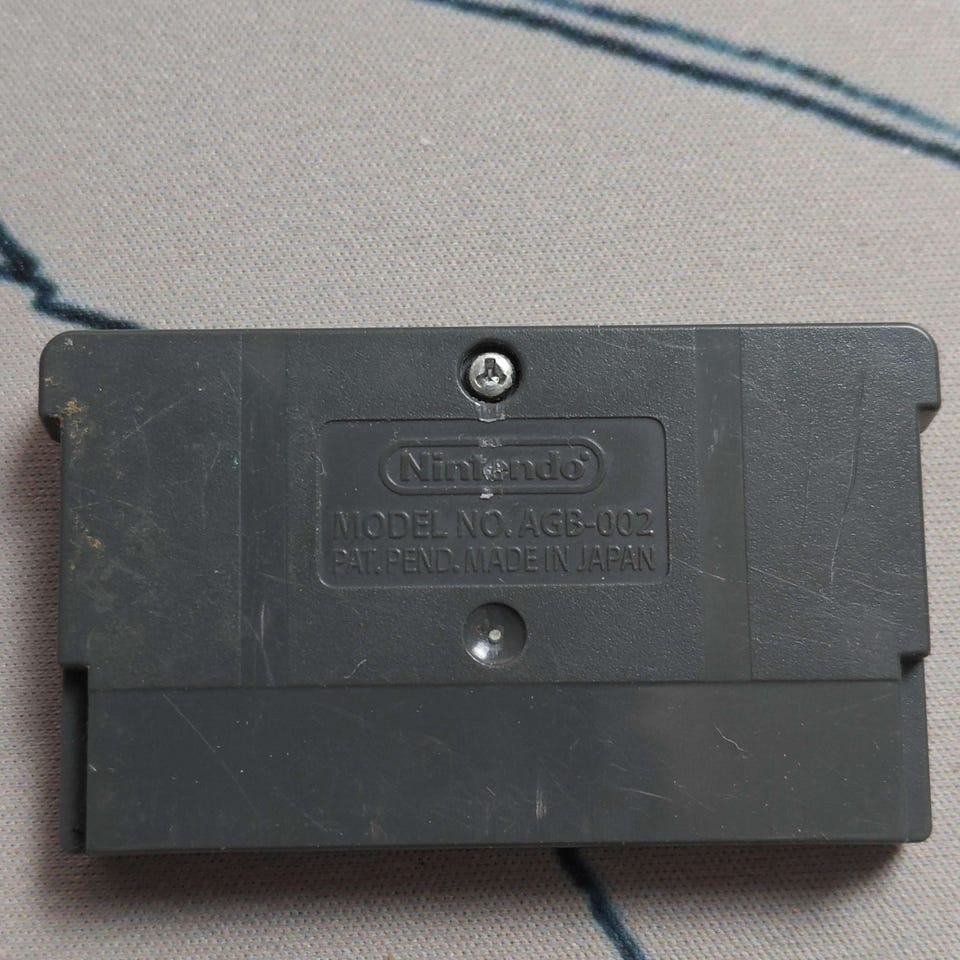 Nintendo
MODEL NO. AGB-002
PAT. PEND. MADE IN JAPAN